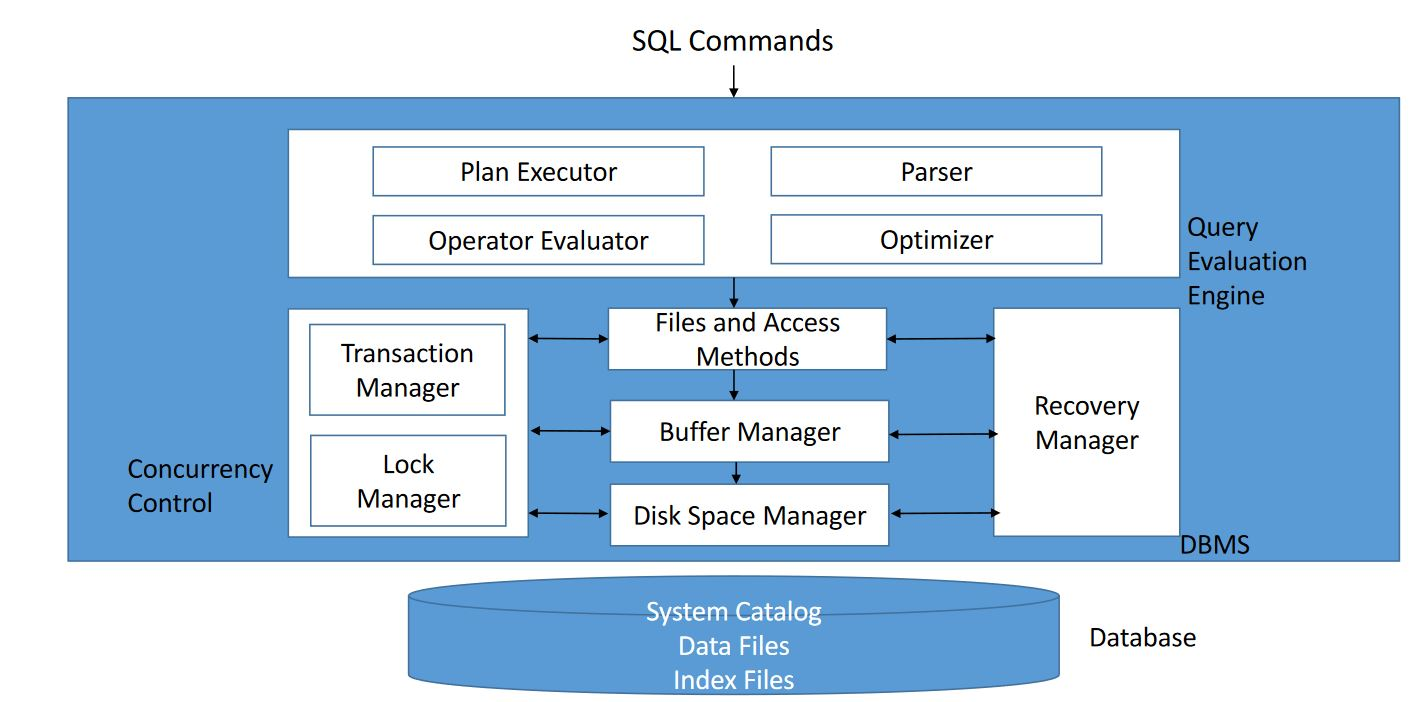 SQL Commands
Plan Executor
Parser
Operator Evaluator
Optimizer
Query
Evaluation
Engine
Transaction
Manager
Lock
Manager
Concurrency
Control
Files and Access
Methods
Buffer Manager
Disk Space Manager
Recovery
Manager
DBMS
System Catalog
Data Files
Index Files
Database